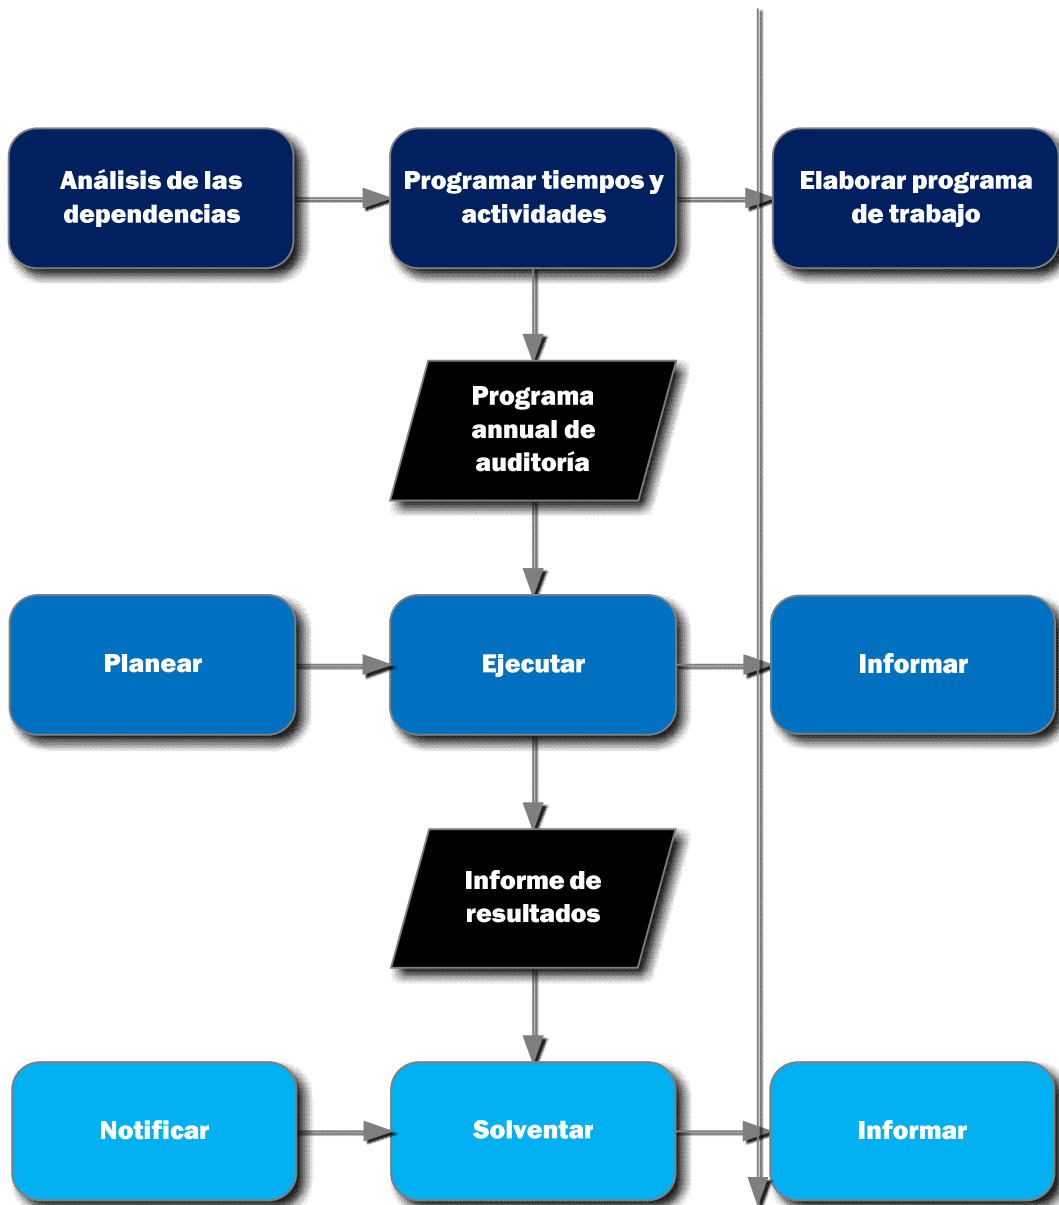 Análisis de las
dependencias
Programar tiempos y
actividades
Elaborar programa
de trabajo
Programa
annual de
auditoría
Planear
Ejecutar
Informar
Informe de
resultados
Notificar
Solventar
Informar